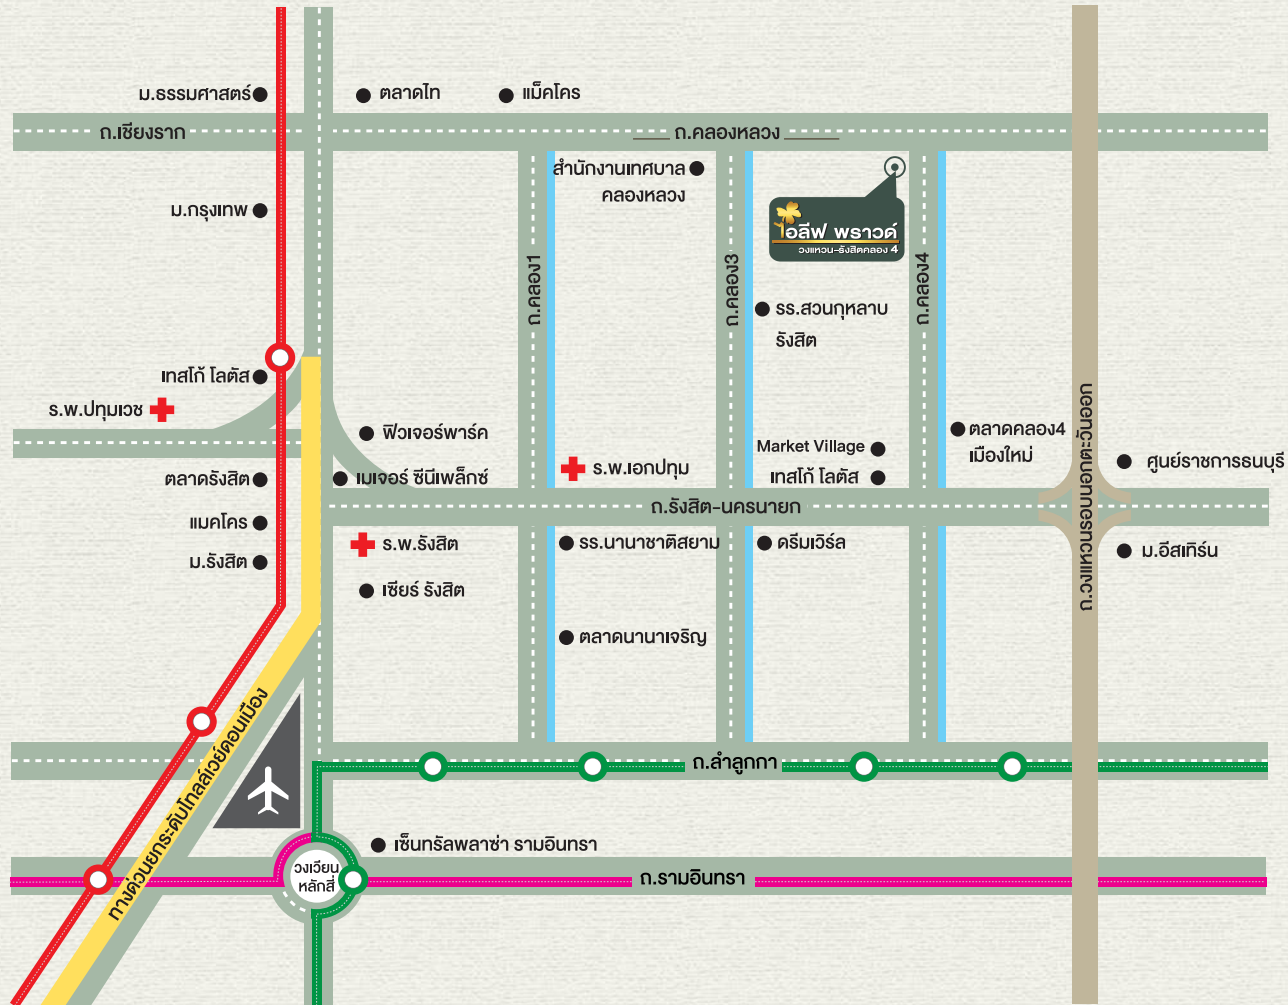 ม.ธรรมศาสตร์
ตลาดไท
แม็คโคร
ถ.เชียงราก
ถ.คลองหลวง
สำนักงานเทศบาล
คลองหลวง
ม.กรุงเทพ
ไอลีฟ พราวด์
วงแหวน-รังสิตคลอง 4
ถ.คลอง1
ถ.คลอง3
ถ.คลอง4
รร.สวนกุหลาบ
รังสิต
เทสโก้ โลตัส
ร.พ.ปทุมเวช
ฟิวเจอร์พาร์ค
เมเจอร์ ซีนีเพล็กซ์
ร.พ.เอกปทุม
Market Village
เทสโก้ โลตัส
ตลาดคลอง4
เมืองใหม่
ถ.วงแหวนรอบนอกตะวันออก
ศูนย์ราชการธนบุรี
ตลาดรังสิต
แมคโคร
ม.รังสิต
ถ.รังสิต-นครนายก
ร.พ.รังสิต
เซียร์ รังสิต
รร.นานาชาติสยาม
ดรีมเวิร์ล
ม.อีสเทิร์น
ตลาดนานาเจริญ
ทางด่วนยกระดับโทลล์เวย์ดอนเมือง
ถ.ลำลูกกา
เซ็นทรัลพลาซ่า รามอินทรา
วงเวียน
หลักสี่
ถ.รามอินทรา